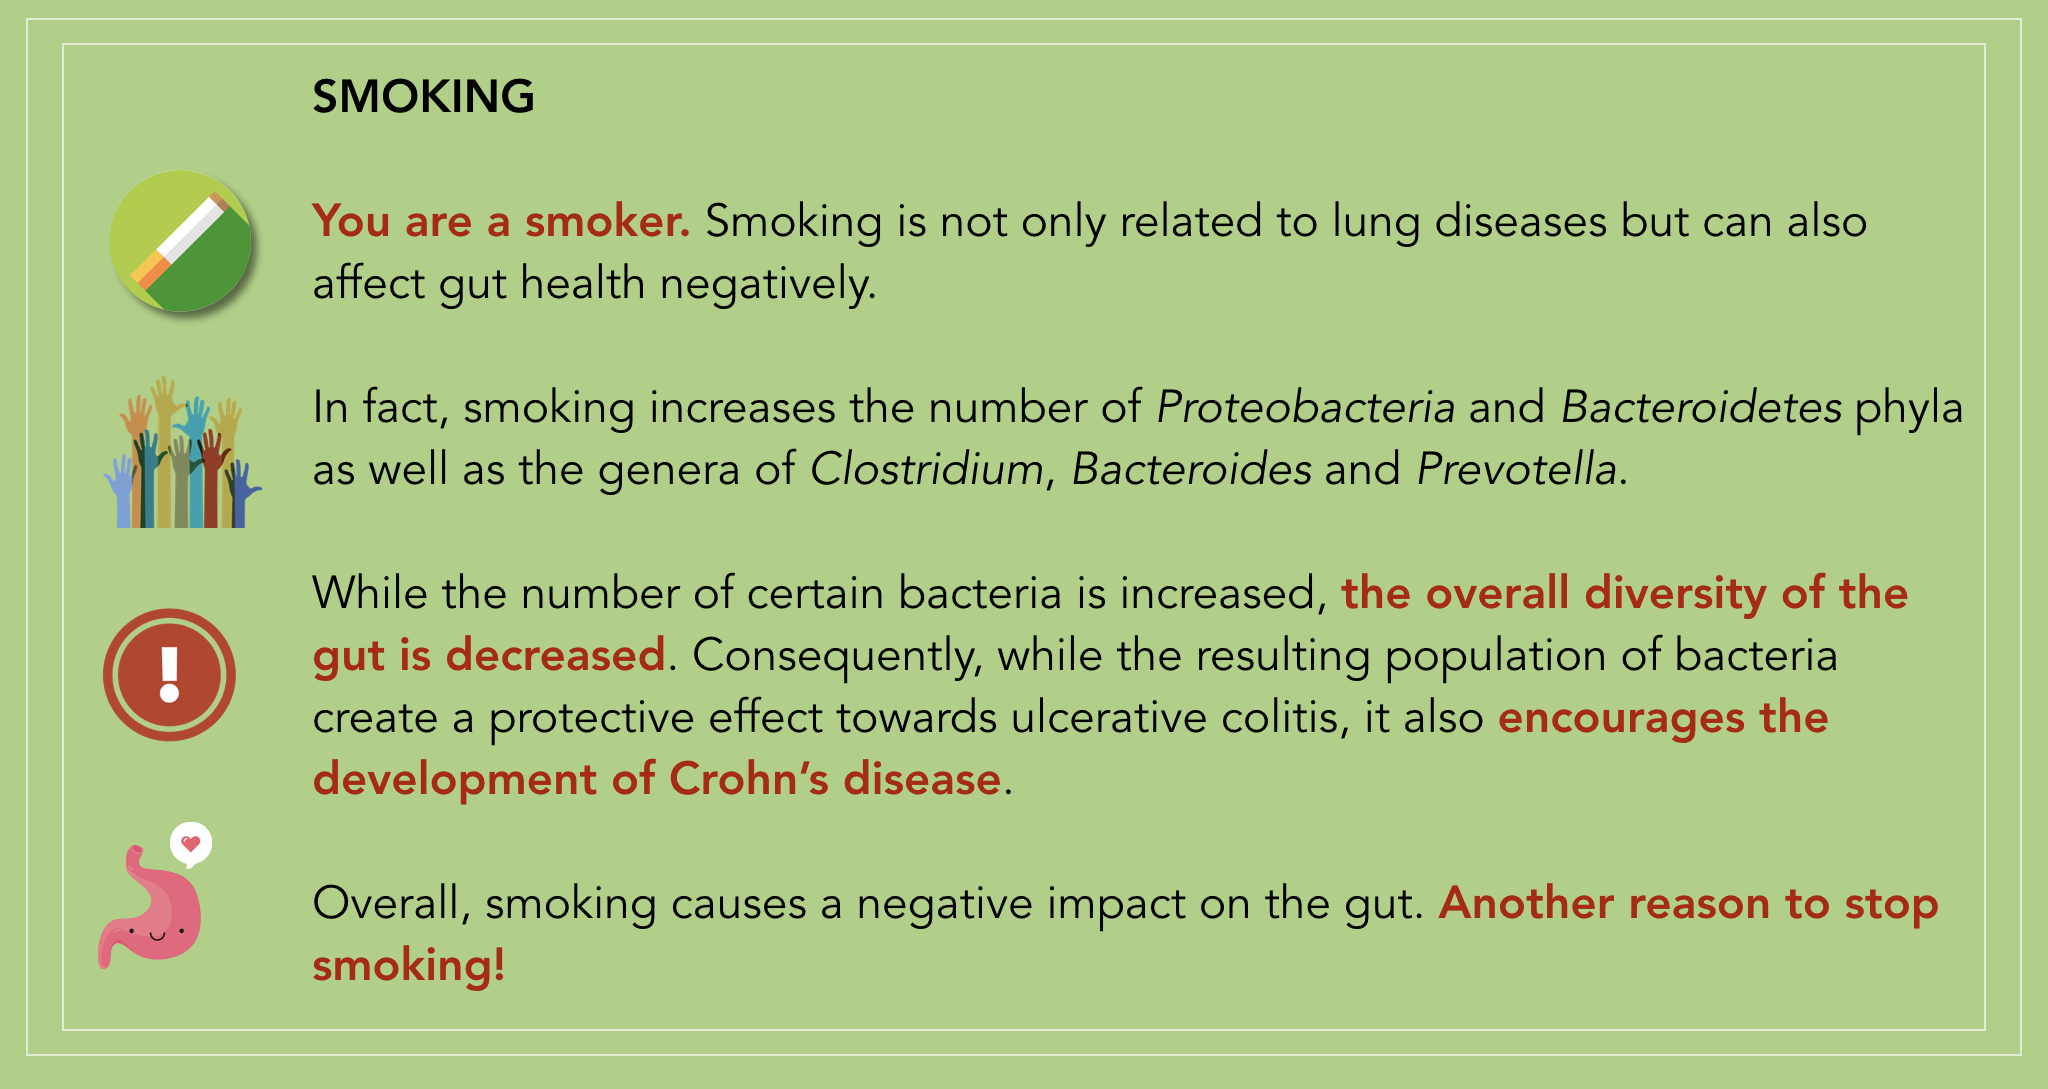 SMOKING
You are a smoker. Smoking is not only related to lung diseases but can also
affect gut health negatively.
In fact, smoking increases the number of Proteobacteria and Bacteroidetes phyla
as well as the genera of Clostridium, Bacteroides and Prevotella.
While the number of certain bacteria is increased, the overall diversity of the
gut is decreased. Consequently, while the resulting population of bacteria
create a protective effect towards ulcerative colitis, it also encourages the
development of Crohn’s disease.
Overall, smoking causes a negative impact on the gut. Another reason to stop
smoking!